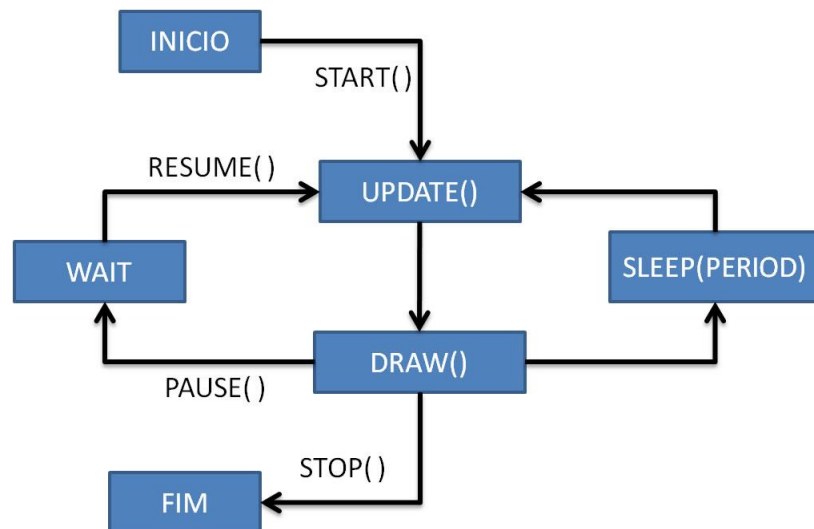 INICIO
START( )
RESUME( )
UPDATE()
WAIT
SLEEP(PERIOD)
DRAW()
PAUSE( )
STOP( )
FIM